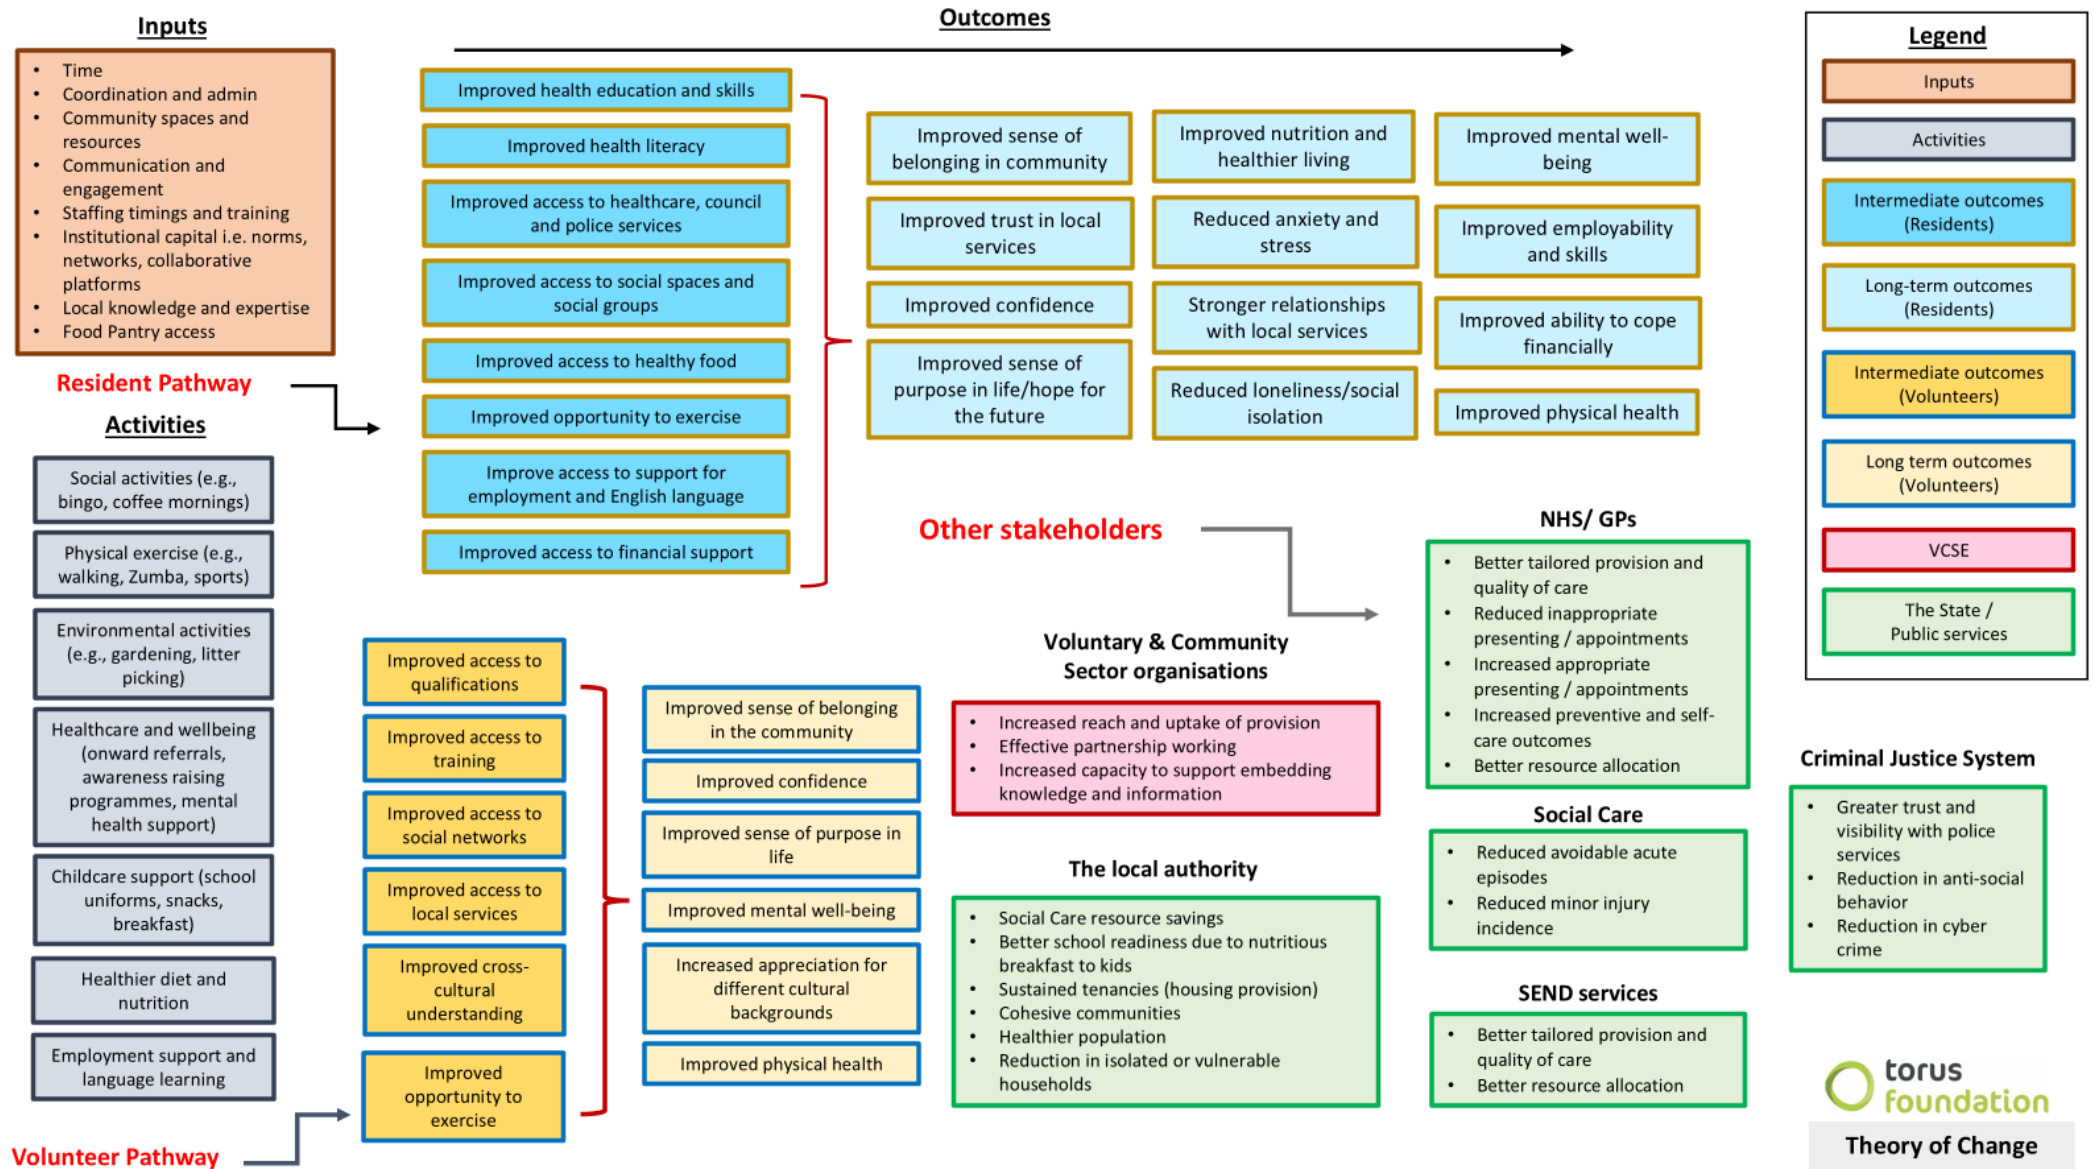 Inputs
• Time
• Coordination and admin
• Community spaces and
resources
• Communication and
engagement
• Staffing timings and training
• Institutional capital i.e. norms,
networks, collaborative
platforms
• Local knowledge and expertise
• Food Pantry access
Resident Pathway
Activities
Social activities (e.g.,
bingo, coffee mornings)
Physical exercise (e.g.,
walking, Zumba, sports)
Environmental activities
(e.g., gardening, litter
picking)
Healthcare and wellbeing
(onward referrals,
awareness raising
programmes, mental
health support)
Childcare support (school
uniforms, snacks,
breakfast)
Healthier diet and
nutrition
Employment support and
language learning
Volunteer Pathway
Outcomes
Improved health education and skills
Improved health literacy
Improved access to healthcare, council
and police services
Improved access to social spaces and
social groups
Improved access to healthy food
Improved opportunity to exercise
Improve access to support for
employment and English language
Improved access to financial support
Improved sense of
belonging in community
Improved trust in local
services
Improved confidence
Improved sense of
purpose in life/hope for
the future
Improved nutrition and
healthier living
Reduced anxiety and
stress
Stronger relationships
with local services
Reduced loneliness/social
isolation
Improved mental well-
being
Improved employability
and skills
Improved ability to cope
financially
Improved physical health
Improved access to
qualifications
Improved access to
training
Improved access to
social networks
Improved access to
local services
Improved cross-
cultural
understanding
Improved
opportunity to
exercise
Improved sense of belonging
in the community
Improved confidence
Improved sense of purpose in
life
Improved mental well-being
Increased appreciation for
different cultural
backgrounds
Improved physical health
Other stakeholders
Voluntary & Community
Sector organisations
• Increased reach and uptake of provision
• Effective partnership working
• Increased capacity to support embedding
knowledge and information
The local authority
• Social Care resource savings
• Better school readiness due to nutritious
breakfast to kids
• Sustained tenancies (housing provision)
• Cohesive communities
• Healthier population
• Reduction in isolated or vulnerable
households
NHS/ GPs
• Better tailored provision and
quality of care
• Reduced inappropriate
presenting / appointments
• Increased appropriate
presenting / appointments
• Increased preventive and self-
care outcomes
• Better resource allocation
Social Care
• Reduced avoidable acute
episodes
• Reduced minor injury
incidence
SEND services
• Better tailored provision and
quality of care
• Better resource allocation
Criminal Justice System
• Greater trust and
visibility with police
services
• Reduction in anti-social
behavior
• Reduction in cyber
crime
Legend
Inputs
Activities
Intermediate outcomes
(Residents)
Long-term outcomes
(Residents)
Intermediate outcomes
(Volunteers)
Long term outcomes
(Volunteers)
VCSE
The State /
Public services
torus
foundation
Theory of Change